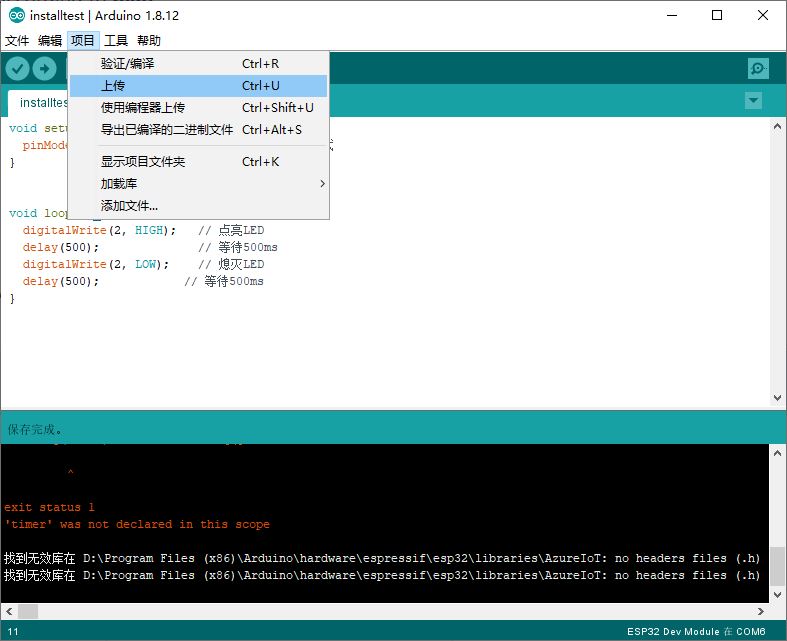 installtest | Arduino 1.8.12
文件 编辑 项目 工具 帮助
验证/编译 Ctrl+R
上传 Ctrl+U
使用编程器上传 Ctrl+Shift+U
导出已编译的二进制文件 Ctrl+Alt+S
显示项目文件夹 Ctrl+K
加载库
添加文件...
installtes
void setu
pinMode
}
void loop
digitalWrite(2, HIGH); // 点亮LED
delay(500); // 等待500ms
digitalWrite(2, LOW); // 熄灭LED
delay(500); // 等待500ms
}
保存完成。
^
exit status 1
'timer' was not declared in this scope
找到无效库在 D:\Program Files (x86)\Arduino\hardware\espressif\esp32\libraries\AzureIoT: no headers files (.h)
找到无效库在 D:\Program Files (x86)\Arduino\hardware\espressif\esp32\libraries\AzureIoT: no headers files (.h)
11 ESP32 Dev Module 在 COM6